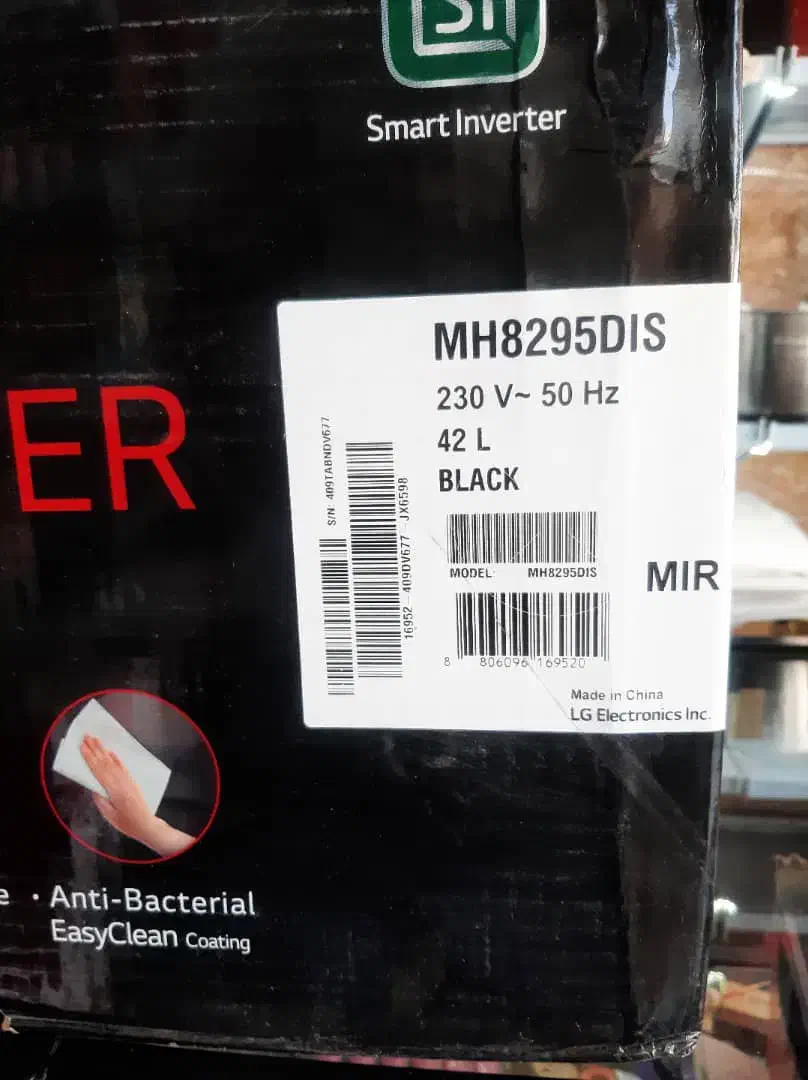 SI
Smart Inverter
MH8295DIS
230 V~ 50 Hz
42 L
BLACK
ER
S/N: 409TABNDV677
16952-409DV677-JX6598
MODEL: MH8295DIS
MIR
8 806096 169520
Made in China
LG Electronics Inc.
e · Anti-Bacterial
EasyClean Coating